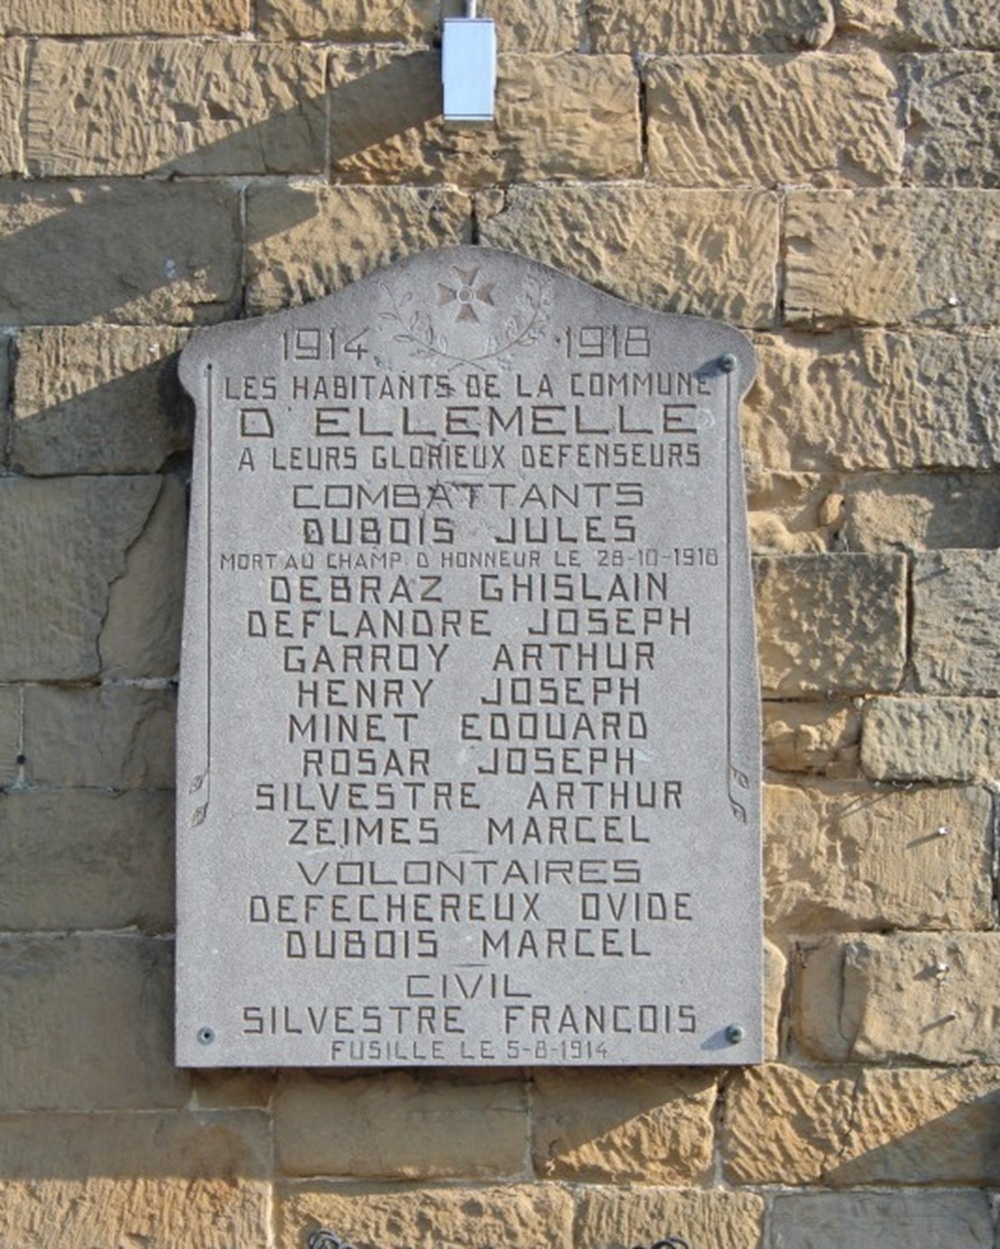 1914 1918
LES HABITANTS DE LA COMMUNE
D ELLEMELLE
A LEURS GLORIEUX DEFENSEURS
COMBATTANTS
DUBOIS JULES
MORT AU CHAMP D HONNEUR LE 28-10-1918
DEBRAZ GHISLAIN
DEFLANDRE JOSEPH
GARROY ARTHUR
HENRY JOSEPH
MINET EDOUARD
ROSAR JOSEPH
SILVESTRE ARTHUR
ZEIMES MARCEL
VOLONTAIRES
DEFECHEREUX OVIDE
DUBOIS MARCEL
CIVIL
SILVESTRE FRANCOIS
FUSILLE LE 5-8-1914